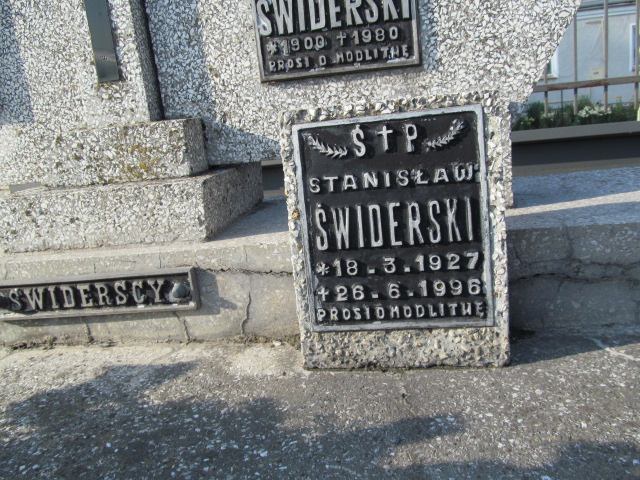 ŚWIDERSKI
*1900 †1980
PROSI O MODLITWĘ
Ś†P
STANISŁAW
ŚWIDERSKI
*18.3.1927
†26.6.1996
PROSI O MODLITWĘ
ŚWIDERSCY